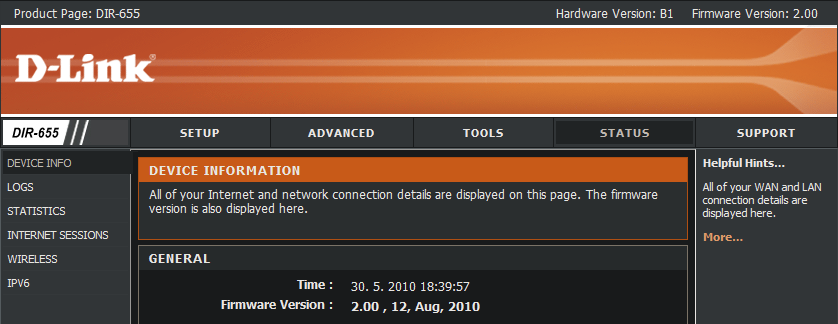 Product Page: DIR-655 Hardware Version: B1 Firmware Version: 2.00
D-Link®
DIR-655 SETUP ADVANCED TOOLS STATUS SUPPORT
DEVICE INFO
LOGS
STATISTICS
INTERNET SESSIONS
WIRELESS
IPV6
DEVICE INFORMATION
All of your Internet and network connection details are displayed on this page. The firmware
version is also displayed here.
GENERAL
Time : 30. 5. 2010 18:39:57
Firmware Version : 2.00 , 12, Aug, 2010
Helpful Hints...
All of your WAN and LAN
connection details are
displayed here.
More...